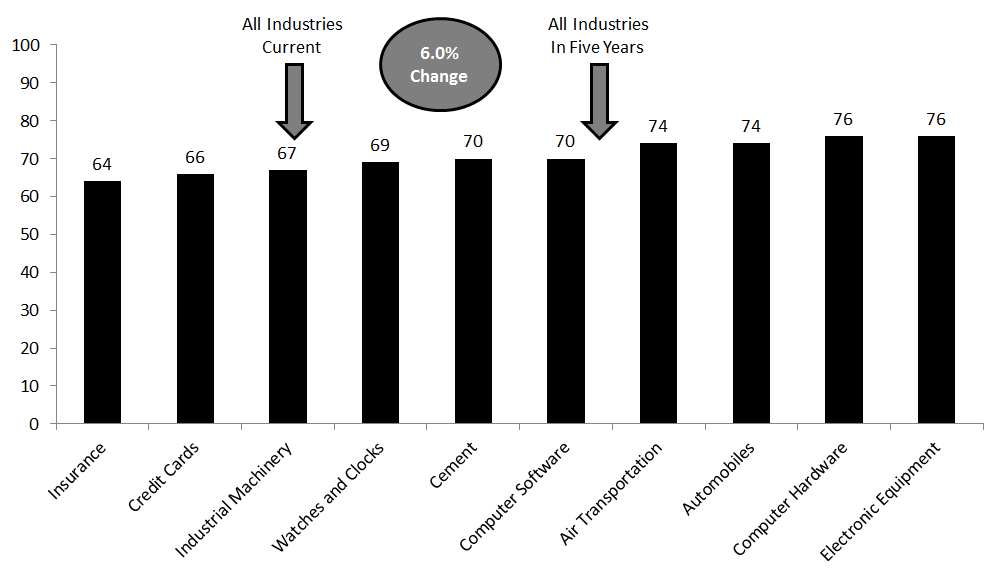 All Industries
Current
6.0%
Change
All Industries
In Five Years
100
90
80
70
60
50
40
30
20
10
0
64
66
67
69
70
70
74
74
76
76
Insurance
Credit Cards
Industrial Machinery
Watches and Clocks
Cement
Computer Software
Air Transportation
Automobiles
Computer Hardware
Electronic Equipment